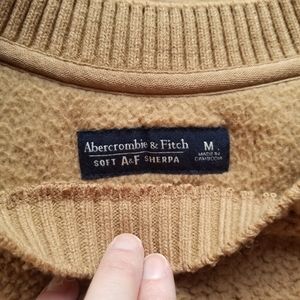 Abercrombie & Fitch
SOFT A&F SHERPA
M
MADE IN
CAMBODIA